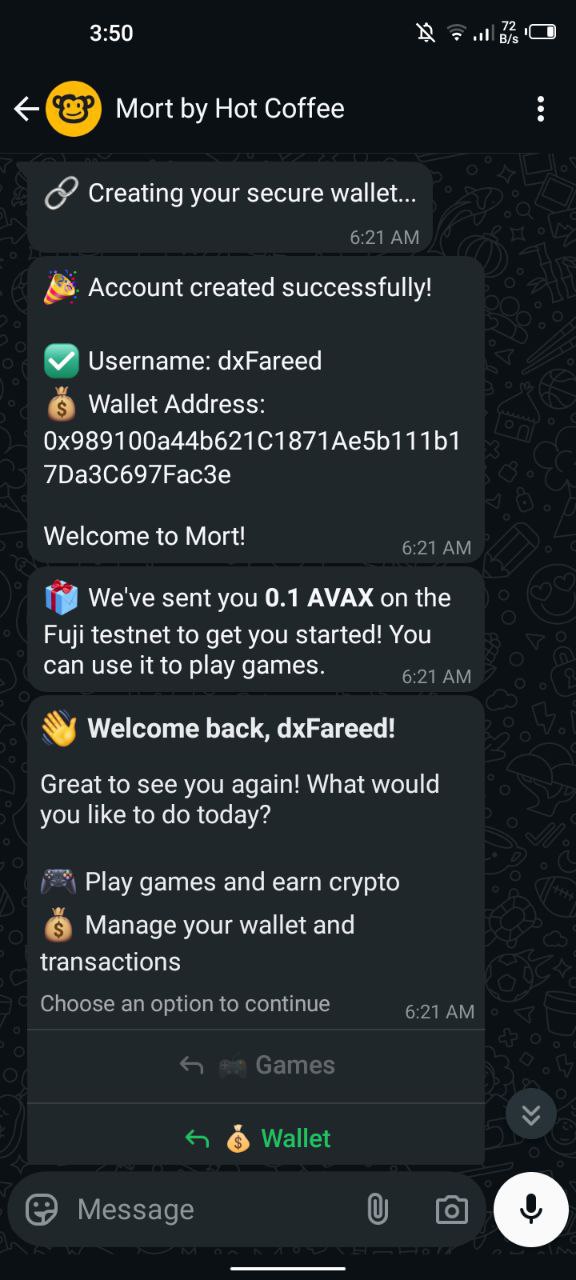 3:50
72
B/s
Mort by Hot Coffee
🔗 Creating your secure wallet...
6:21 AM
🎉 Account created successfully!
✅ Username: dxFareed
💰 Wallet Address:
0x989100a44b621C1871Ae5b111b1
7Da3C697Fac3e
Welcome to Mort!
6:21 AM
🎁 We've sent you 0.1 AVAX on the
Fuji testnet to get you started! You
can use it to play games.
6:21 AM
👋 Welcome back, dxFareed!
Great to see you again! What would
you like to do today?
🎮 Play games and earn crypto
💰 Manage your wallet and
transactions
Choose an option to continue
6:21 AM
🎮 Games
💰 Wallet
Message